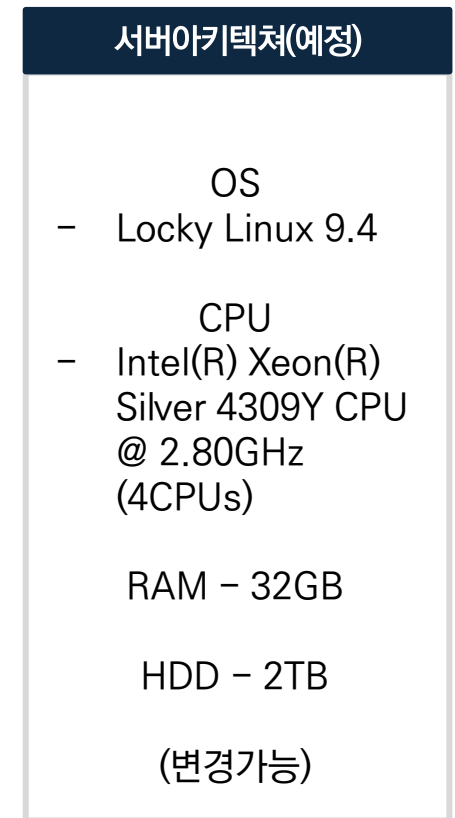 서버아키텍쳐(예정)
OS
- Locky Linux 9.4
CPU
- Intel(R) Xeon(R)
Silver 4309Y CPU
@ 2.80GHz
(4CPUs)
RAM - 32GB
HDD - 2TB
(변경가능)